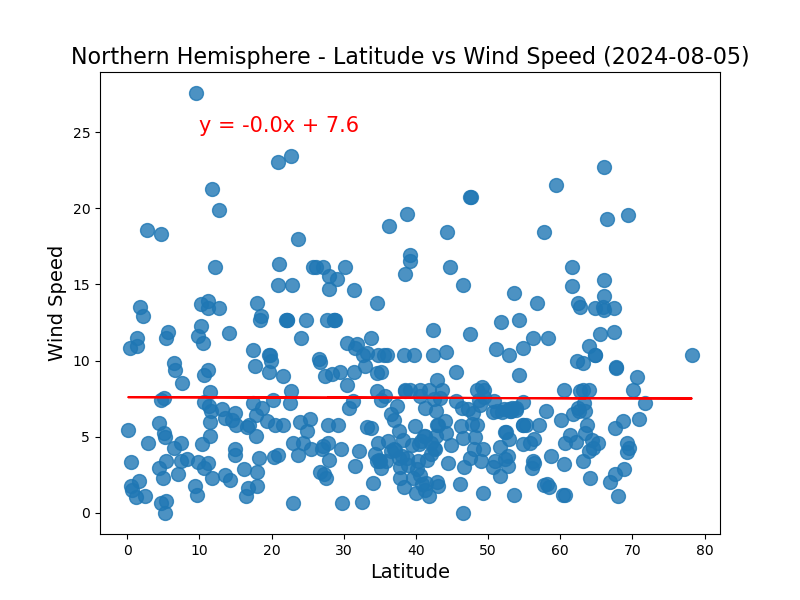 Northern Hemisphere - Latitude vs Wind Speed (2024-08-05)
y = -0.0x + 7.6
Wind Speed
25
20
15
10
5
0
0 10 20 30 40 50 60 70 80
Latitude